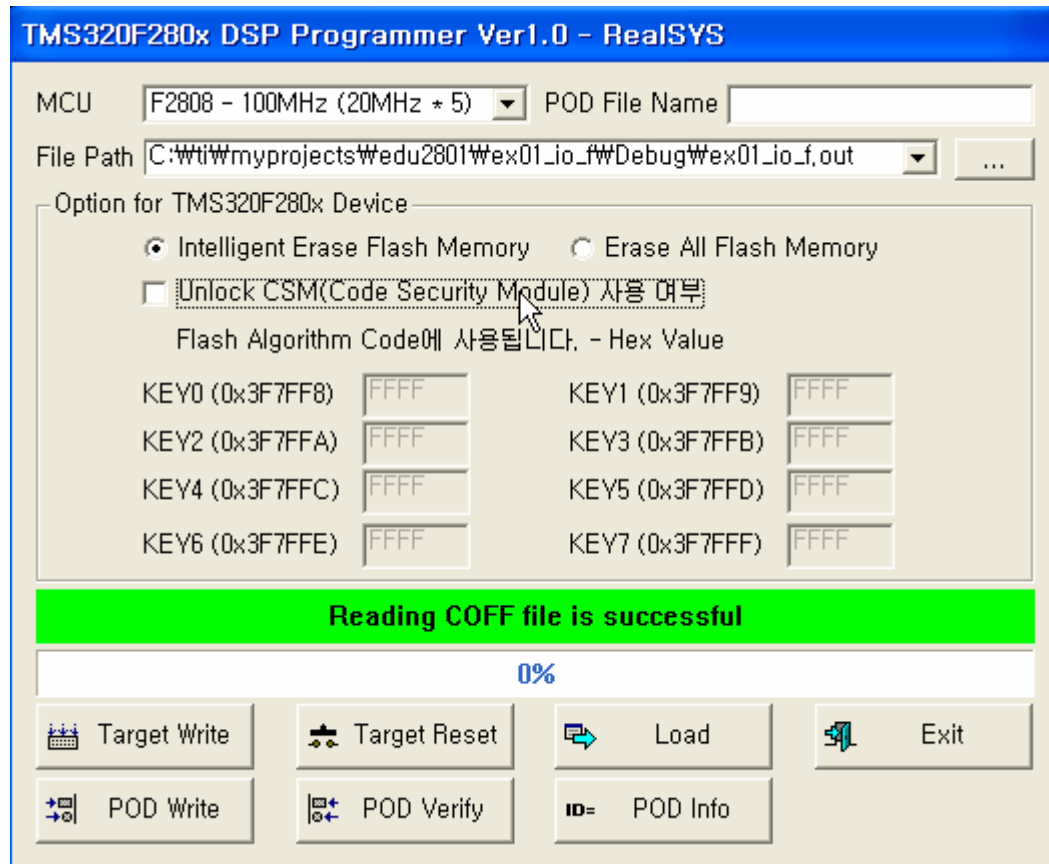 TMS320F280x DSP Programmer Ver1.0 - RealSYS
MCU F2808 - 100MHz (20MHz * 5) POD File Name
File Path C:₩ti₩myprojects₩edu2801₩ex01_io_f₩Debug₩ex01_io_f.out ...
Option for TMS320F280x Device
Intelligent Erase Flash Memory Erase All Flash Memory
Unlock CSM(Code Security Module) 사용 여부
Flash Algorithm Code에 사용됩니다. - Hex Value
KEY0 (0x3F7FF8) FFFF KEY1 (0x3F7FF9) FFFF
KEY2 (0x3F7FFA) FFFF KEY3 (0x3F7FFB) FFFF
KEY4 (0x3F7FFC) FFFF KEY5 (0x3F7FFD) FFFF
KEY6 (0x3F7FFE) FFFF KEY7 (0x3F7FFF) FFFF
Reading COFF file is successful
0%
Target Write Target Reset Load Exit
POD Write POD Verify ID= POD Info